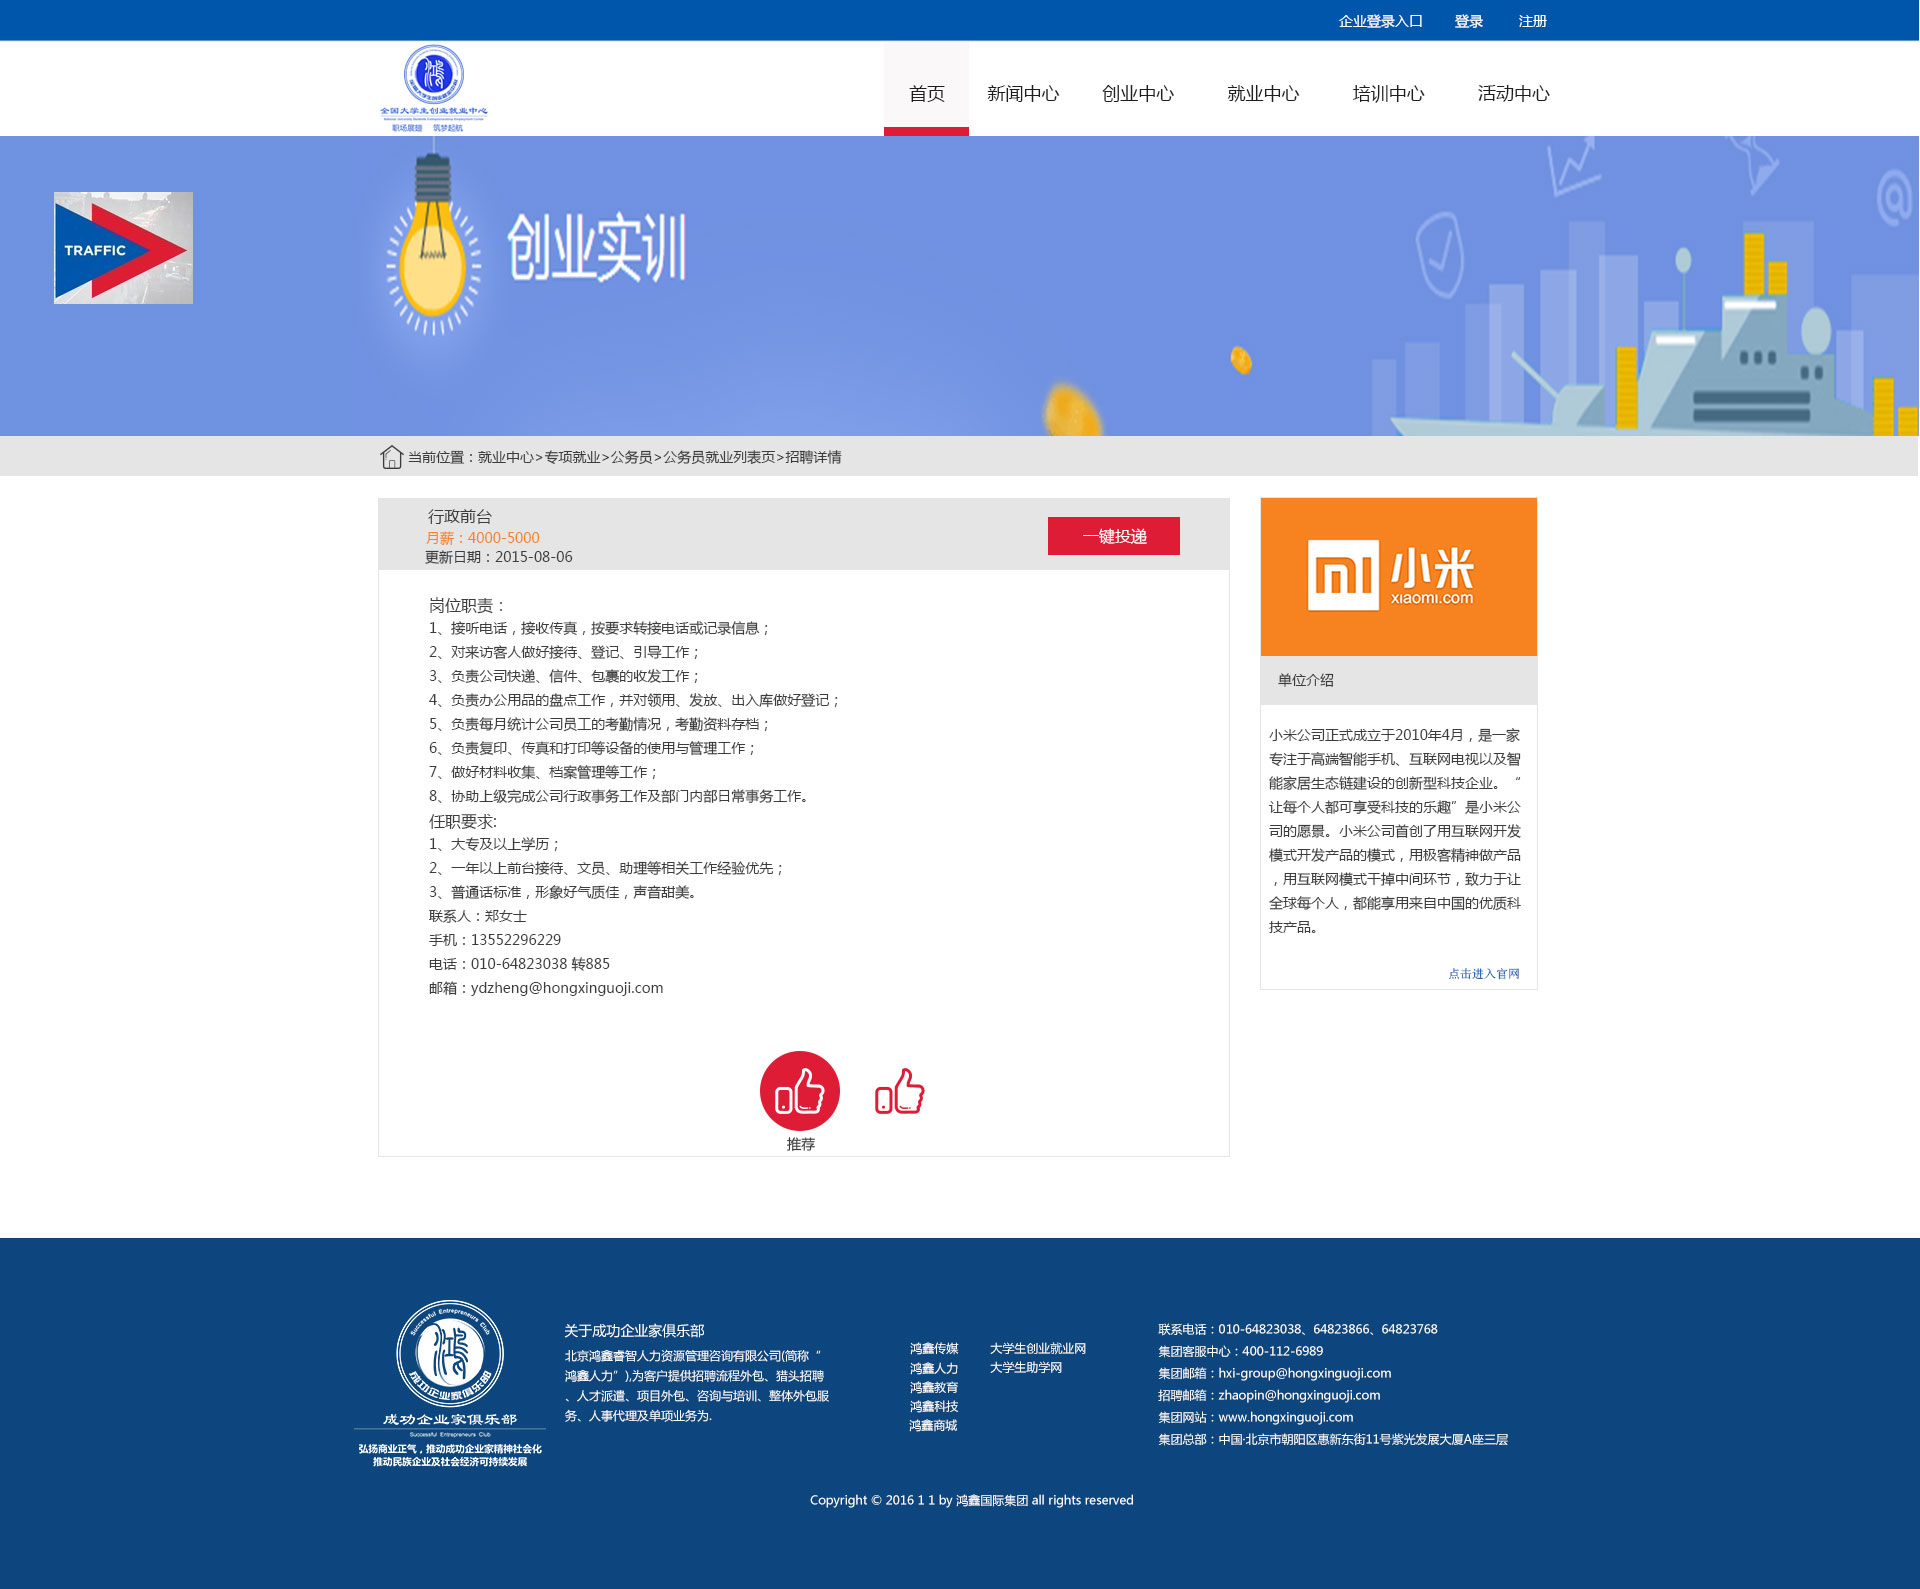 企业登录入口 登录 注册
全国大学生创业就业中心
职场展翅 筑梦起航
首页 新闻中心 创业中心 就业中心 培训中心 活动中心
TRAFFIC
创业实训
当前位置：就业中心>专项就业>公务员>公务员就业列表页>招聘详情
行政前台
月薪：4000-5000
更新日期：2015-08-06
一键投递
岗位职责：
1、接听电话，接收传真，按要求转接电话或记录信息；
2、对来访客人做好接待、登记、引导工作；
3、负责公司快递、信件、包裹的收发工作；
4、负责办公用品的盘点工作，并对领用、发放、出入库做好登记；
5、负责每月统计公司员工的考勤情况，考勤资料存档；
6、负责复印、传真和打印等设备的使用与管理工作；
7、做好材料收集、档案管理等工作；
8、协助上级完成公司行政事务工作及部门内部日常事务工作。
任职要求:
1、大专及以上学历；
2、一年以上前台接待、文员、助理等相关工作经验优先；
3、普通话标准，形象好气质佳，声音甜美。
联系人：郑女士
手机：13552296229
电话：010-64823038 转885
邮箱：ydzheng@hongxinguoji.com
推荐
小米
xiaomi.com
单位介绍
小米公司正式成立于2010年4月，是一家
专注于高端智能手机、互联网电视以及智
能家居生态链建设的创新型科技企业。“
让每个人都可享受科技的乐趣”是小米公
司的愿景。小米公司首创了用互联网开发
模式开发产品的模式，用极客精神做产品
，用互联网模式干掉中间环节，致力于让
全球每个人，都能享用来自中国的优质科
技产品。
点击进入官网
Successful Entrepreneurs Club
成功企业家俱乐部
成功企业家俱乐部
Successful Entrepreneurs Club
弘扬商业正气，推动成功企业家精神社会化
推动民族企业及社会经济可持续发展
关于成功企业家俱乐部
北京鸿鑫睿智人力资源管理咨询有限公司(简称“
鸿鑫人力”),为客户提供招聘流程外包、猎头招聘
、人才派遣、项目外包、咨询与培训、整体外包服
务、人事代理及单项业务为.
鸿鑫传媒 大学生创业就业网
鸿鑫人力 大学生助学网
鸿鑫教育
鸿鑫科技
鸿鑫商城
联系电话：010-64823038、64823866、64823768
集团客服中心：400-112-6989
集团邮箱：hxi-group@hongxinguoji.com
招聘邮箱：zhaopin@hongxinguoji.com
集团网站：www.hongxinguoji.com
集团总部：中国·北京市朝阳区惠新东街11号紫光发展大厦A座三层
Copyright © 2016 1 1 by 鸿鑫国际集团 all rights reserved